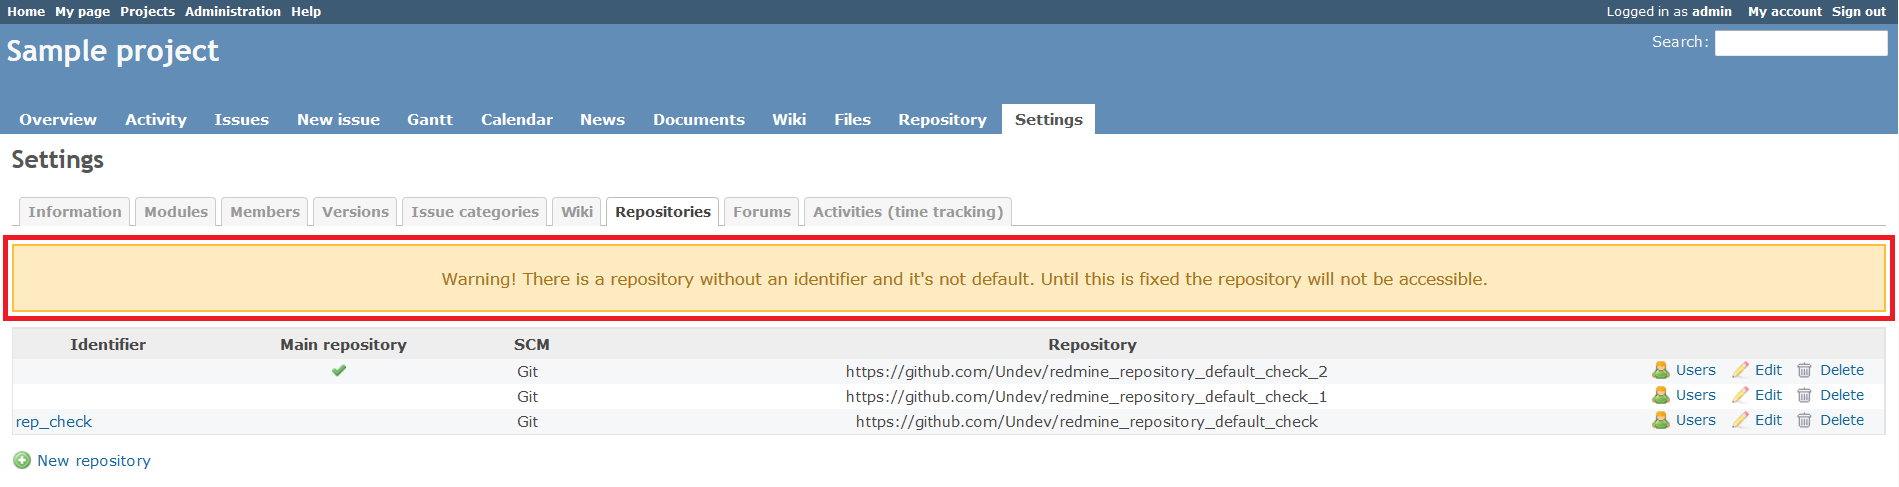 Home My page Projects Administration Help Logged in as admin My account Sign out
Sample project Search:
Overview Activity Issues New issue Gantt Calendar News Documents Wiki Files Repository Settings
Settings
Information Modules Members Versions Issue categories Wiki Repositories Forums Activities (time tracking)
Warning! There is a repository without an identifier and it's not default. Until this is fixed the repository will not be accessible.
Identifier Main repository SCM Repository
Git https://github.com/Undev/redmine_repository_default_check_2 Users Edit Delete
Git https://github.com/Undev/redmine_repository_default_check_1 Users Edit Delete
rep_check Git https://github.com/Undev/redmine_repository_default_check Users Edit Delete
New repository